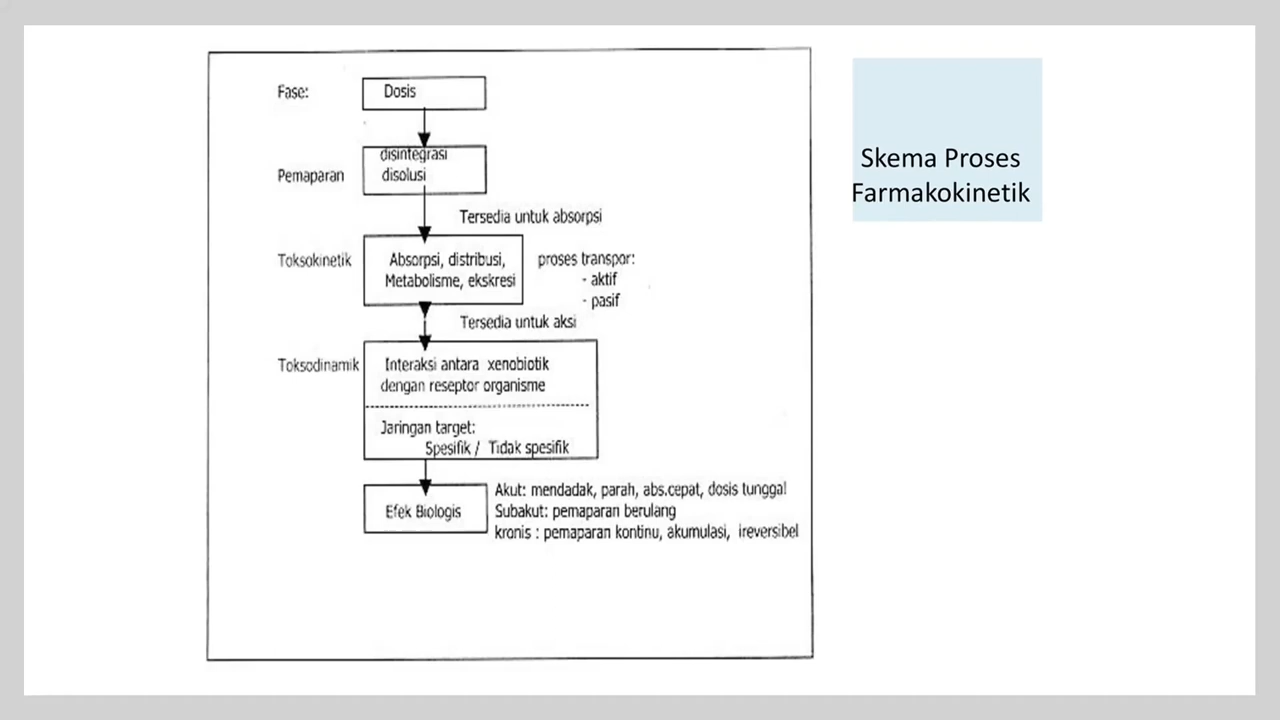 Fase:
Dosis
disintegrasi
Pemaparan
disolusi
Tersedia untuk absorpsi
Toksokinetik
Absorpsi, distribusi,
Metabolisme, ekskresi
proses transpor:
- aktif
- pasif
Tersedia untuk aksi
Toksodinamik
Interaksi antara xenobiotik
dengan reseptor organisme
Jaringan target:
Spesifik / Tidak spesifik
Efek Biologis
Akut: mendadak, parah, abs.cepat, dosis tunggal
Subakut: pemaparan berulang
kronis : pemaparan kontinu, akumulasi, ireversibel
Skema Proses
Farmakokinetik